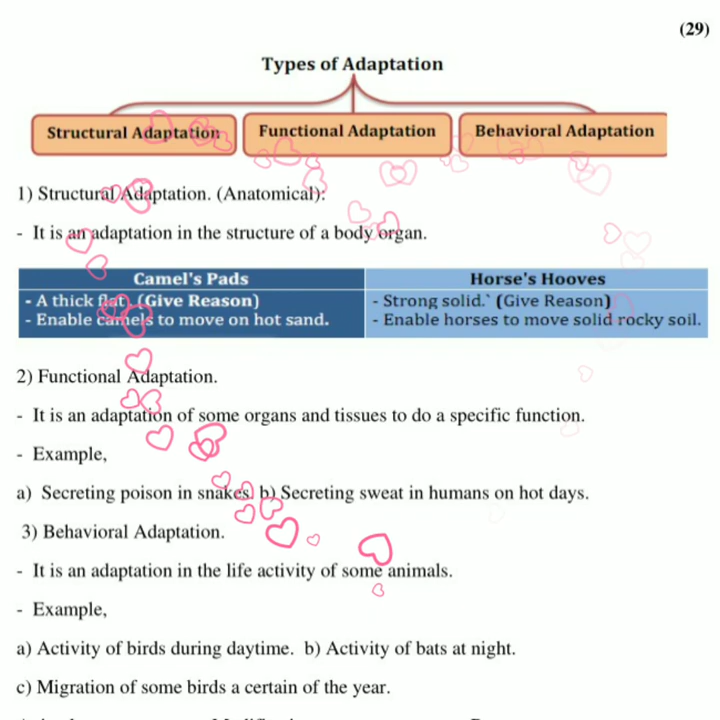 (29)
Types of Adaptation
Structural Adaptation
Functional Adaptation
Behavioral Adaptation
1) Structural Adaptation. (Anatomical):
- It is an adaptation in the structure of a body organ.
Camel's Pads
- A thick flat. (Give Reason)
- Enable camels to move on hot sand.
Horse's Hooves
- Strong solid.` (Give Reason)
- Enable horses to move solid rocky soil.
2) Functional Adaptation.
- It is an adaptation of some organs and tissues to do a specific function.
- Example,
a) Secreting poison in snakes. b) Secreting sweat in humans on hot days.
3) Behavioral Adaptation.
- It is an adaptation in the life activity of some animals.
- Example,
a) Activity of birds during daytime. b) Activity of bats at night.
c) Migration of some birds a certain of the year.